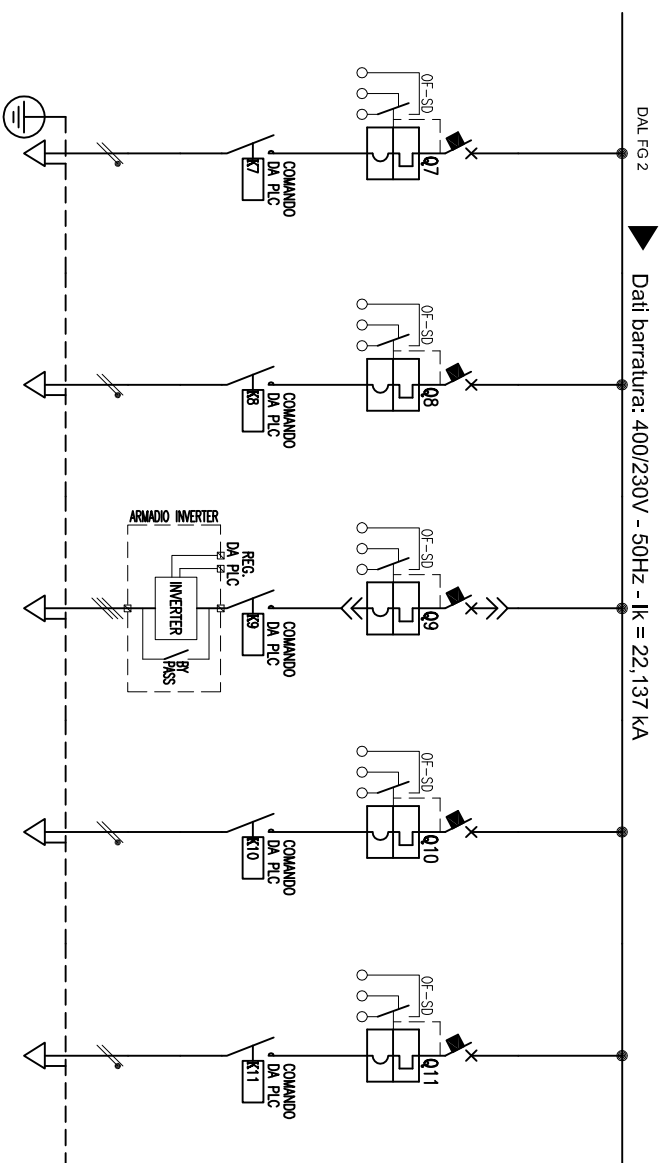 DAL FG 2
Dati barratura: 400/230V - 50Hz - Ik = 22,137 kA
OF-SD
Q7
COMANDO
DA PLC
K7
OF-SD
Q8
COMANDO
DA PLC
K8
OF-SD
Q9
COMANDO
DA PLC
K9
REG.
DA PLC
ARMADIO INVERTER
INVERTER
BY
PASS
OF-SD
Q10
COMANDO
DA PLC
K10
OF-SD
Q11
COMANDO
DA PLC
K11